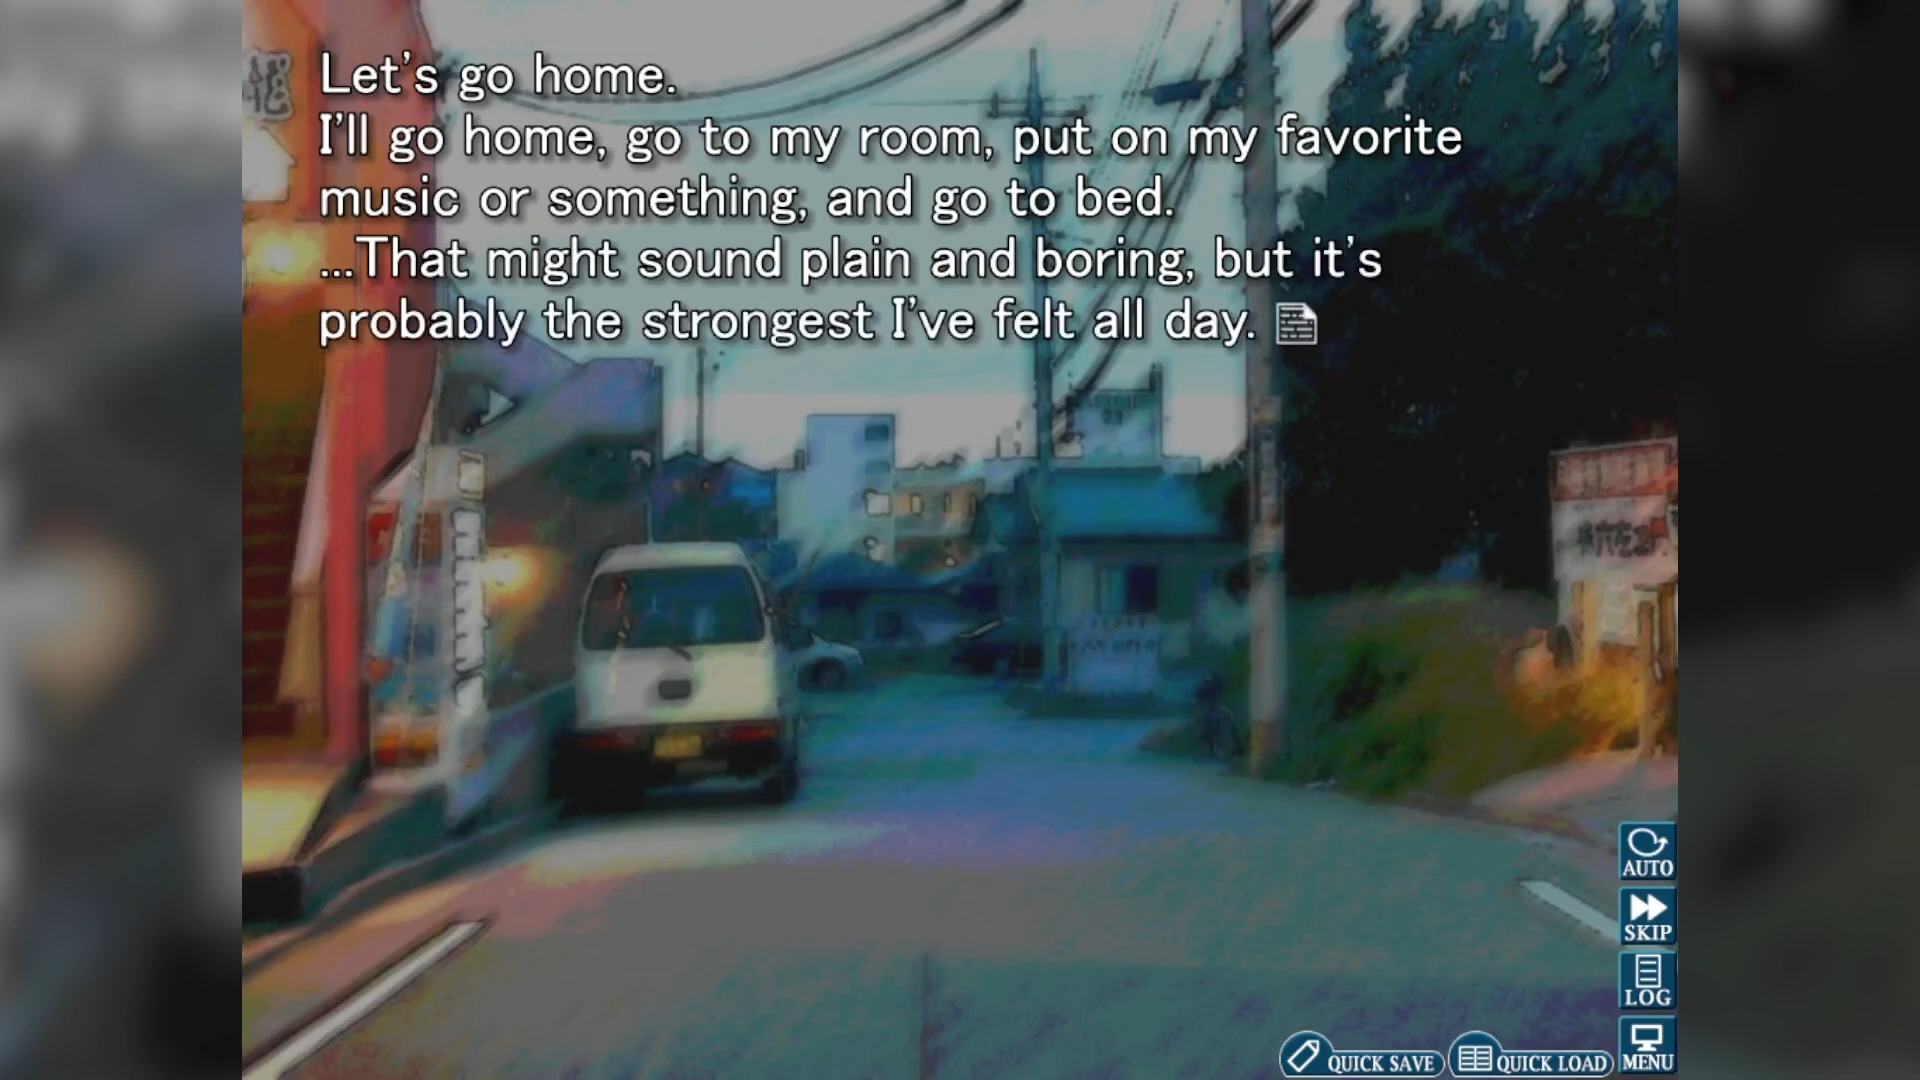 Let's go home.
I'll go home, go to my room, put on my favorite
music or something, and go to bed.
...That might sound plain and boring, but it's
probably the strongest I've felt all day.
AUTO
SKIP
LOG
MENU
QUICK SAVE
QUICK LOAD